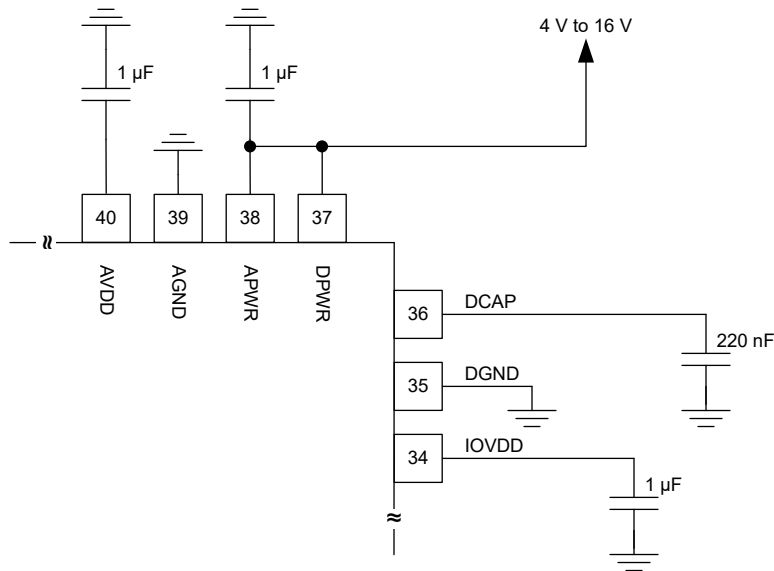 4 V to 16 V
1 µF
1 µF
40
39
38
37
AVDD
AGND
APWR
DPWR
36
DCAP
220 nF
35
DGND
34
IOVDD
1 µF